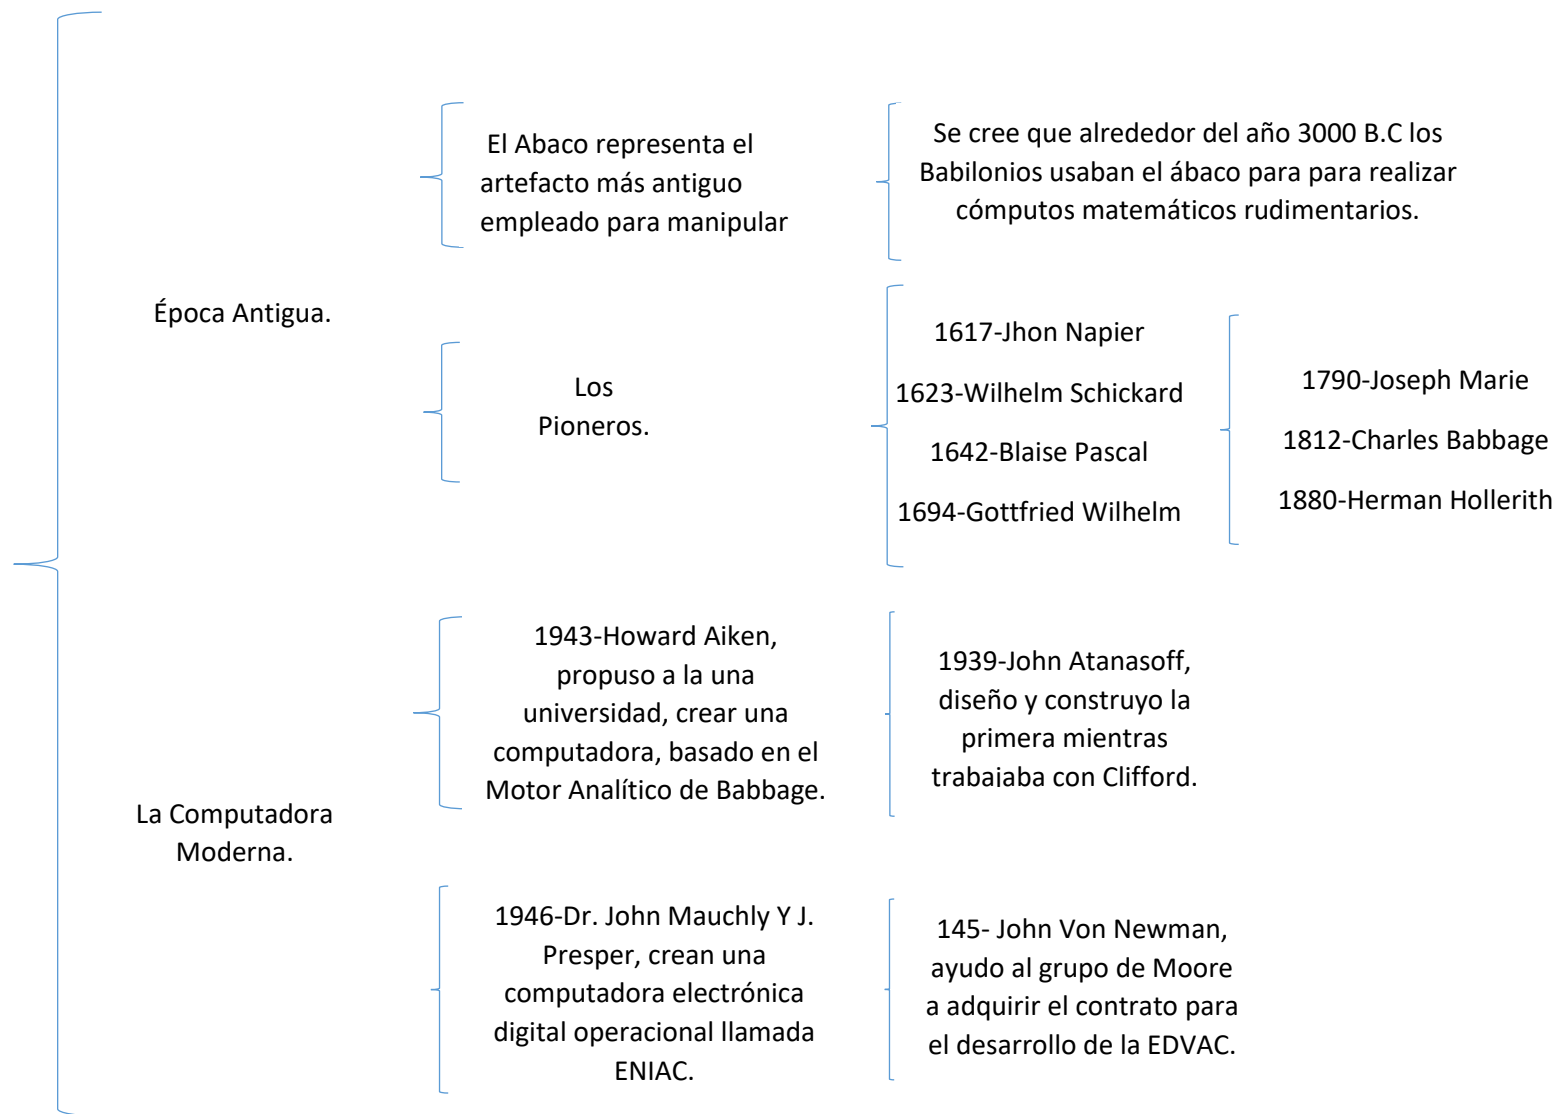 El Abaco representa el
artefacto más antiguo
empleado para manipular
Se cree que alrededor del año 3000 B.C los
Babilonios usaban el ábaco para para realizar
cómputos matemáticos rudimentarios.
Época Antigua.
Los
Pioneros.
1617-Jhon Napier
1623-Wilhelm Schickard
1642-Blaise Pascal
1694-Gottfried Wilhelm
1790-Joseph Marie
1812-Charles Babbage
1880-Herman Hollerith
La Computadora
Moderna.
1943-Howard Aiken,
propuso a la una
universidad, crear una
computadora, basado en el
Motor Analítico de Babbage.
1939-John Atanasoff,
diseño y construyo la
primera mientras
trabajaba con Clifford.
1946-Dr. John Mauchly Y J.
Presper, crean una
computadora electrónica
digital operacional llamada
ENIAC.
145- John Von Newman,
ayudo al grupo de Moore
a adquirir el contrato para
el desarrollo de la EDVAC.